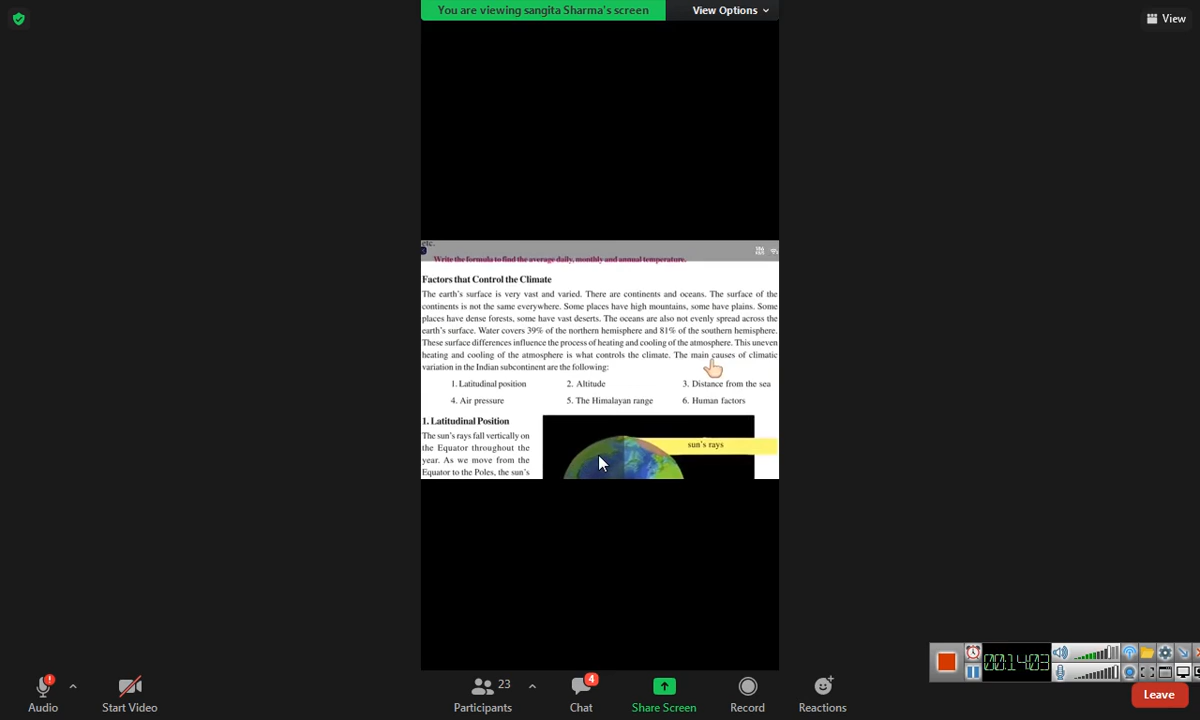 You are viewing sangita Sharma's screen
View Options
View
etc.
Write the formula to find the average daily, monthly and annual temperature.
Factors that Control the Climate
The earth's surface is very vast and varied. There are continents and oceans. The surface of the
continents is not the same everywhere. Some places have high mountains, some have plains. Some
places have dense forests, some have vast deserts. The oceans are also not evenly spread across the
earth's surface. Water covers 39% of the northern hemisphere and 81% of the southern hemisphere.
These surface differences influence the process of heating and cooling of the atmosphere. This uneven
heating and cooling of the atmosphere is what controls the climate. The main causes of climatic
variation in the Indian subcontinent are the following:
1. Latitudinal position 2. Altitude 3. Distance from the sea
4. Air pressure 5. The Himalayan range 6. Human factors
1. Latitudinal Position
The sun's rays fall vertically on
the Equator throughout the
year. As we move from the
Equator to the Poles, the sun's
sun's rays
00:14:03
Audio
Start Video
Participants 23
Chat 4
Share Screen
Record
Reactions
Leave